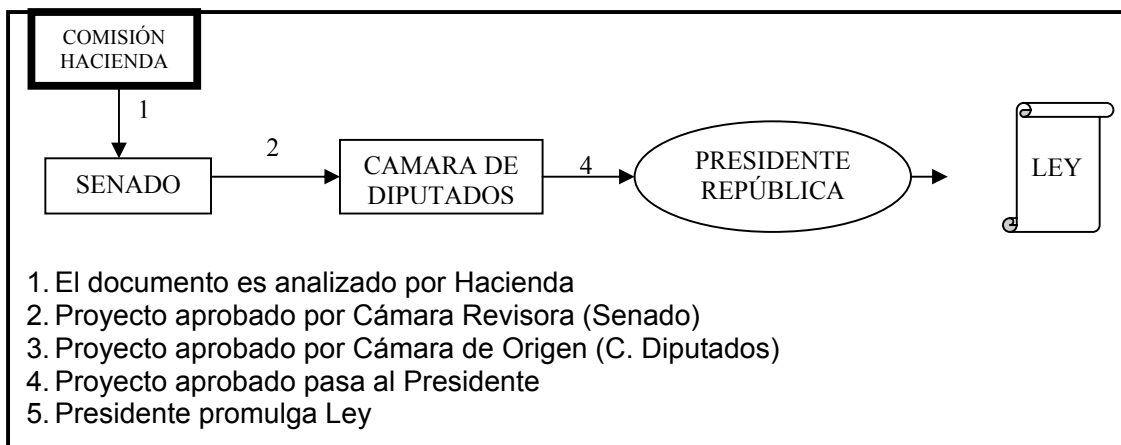 COMISIÓN
HACIENDA
1
SENADO
2
CAMARA DE
DIPUTADOS
4
PRESIDENTE
REPÚBLICA
LEY
1. El documento es analizado por Hacienda
2. Proyecto aprobado por Cámara Revisora (Senado)
3. Proyecto aprobado por Cámara de Origen (C. Diputados)
4. Proyecto aprobado pasa al Presidente
5. Presidente promulga Ley